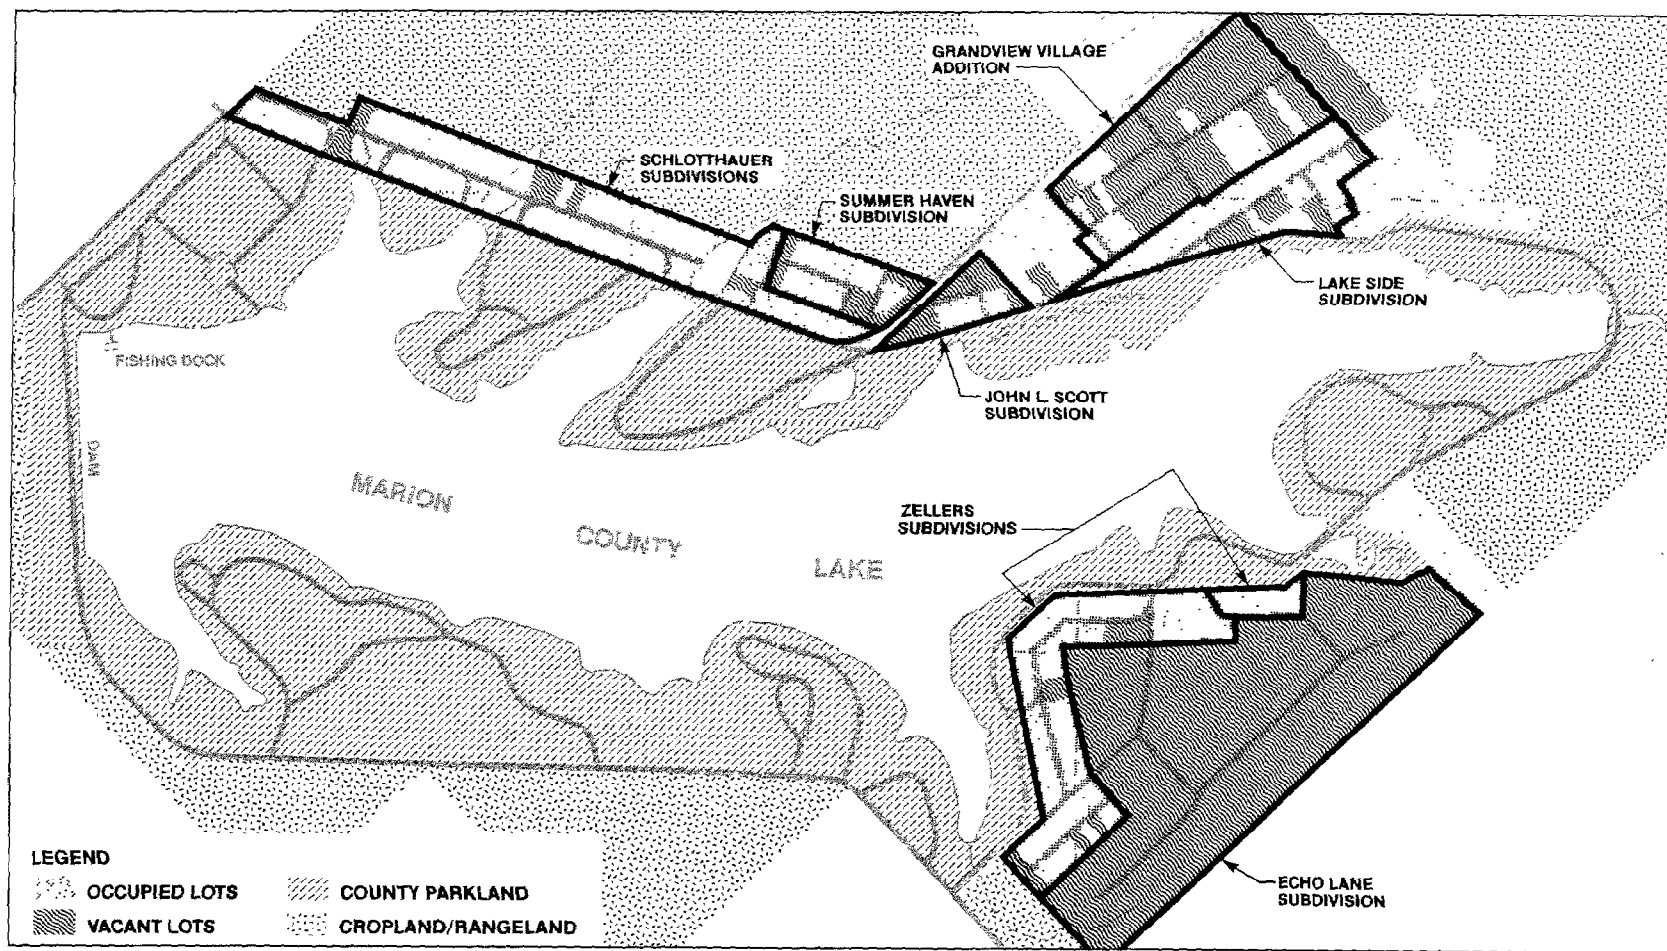 GRANDVIEW VILLAGE
ADDITION
SCHLOTTHAUER
SUBDIVISIONS
SUMMER HAVEN
SUBDIVISION
LAKE SIDE
SUBDIVISION
FISHING DOCK
JOHN L. SCOTT
SUBDIVISION
DAM
MARION
COUNTY
LAKE
ZELLERS
SUBDIVISIONS
ECHO LANE
SUBDIVISION
LEGEND
OCCUPIED LOTS
VACANT LOTS
COUNTY PARKLAND
CROPLAND/RANGELAND